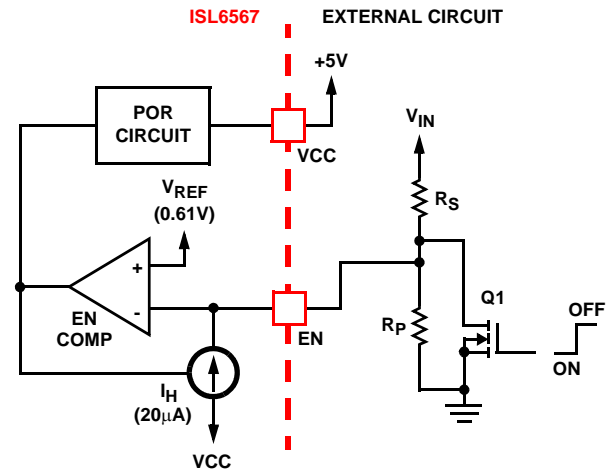 ISL6567
EXTERNAL CIRCUIT
+5V
POR
CIRCUIT
VCC
VIN
RS
VREF
(0.61V)
+
-
EN
COMP
EN
RP
Q1
OFF
ON
IH
(20μA)
VCC